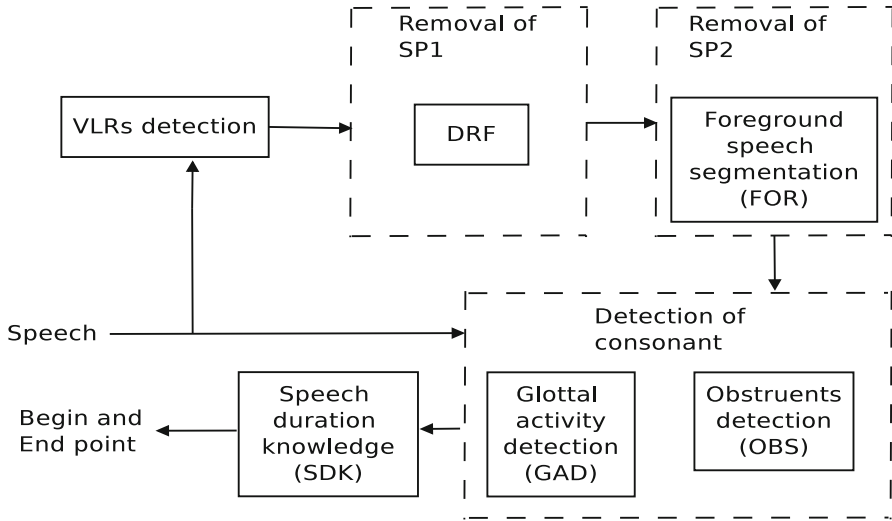 Removal of
SP1
Removal of
SP2
VLRs detection
DRF
Foreground
speech
segmentation
(FOR)
Speech
Detection of
consonant
Begin and
End point
Speech
duration
knowledge
(SDK)
Glottal
activity
detection
(GAD)
Obstruents
detection
(OBS)